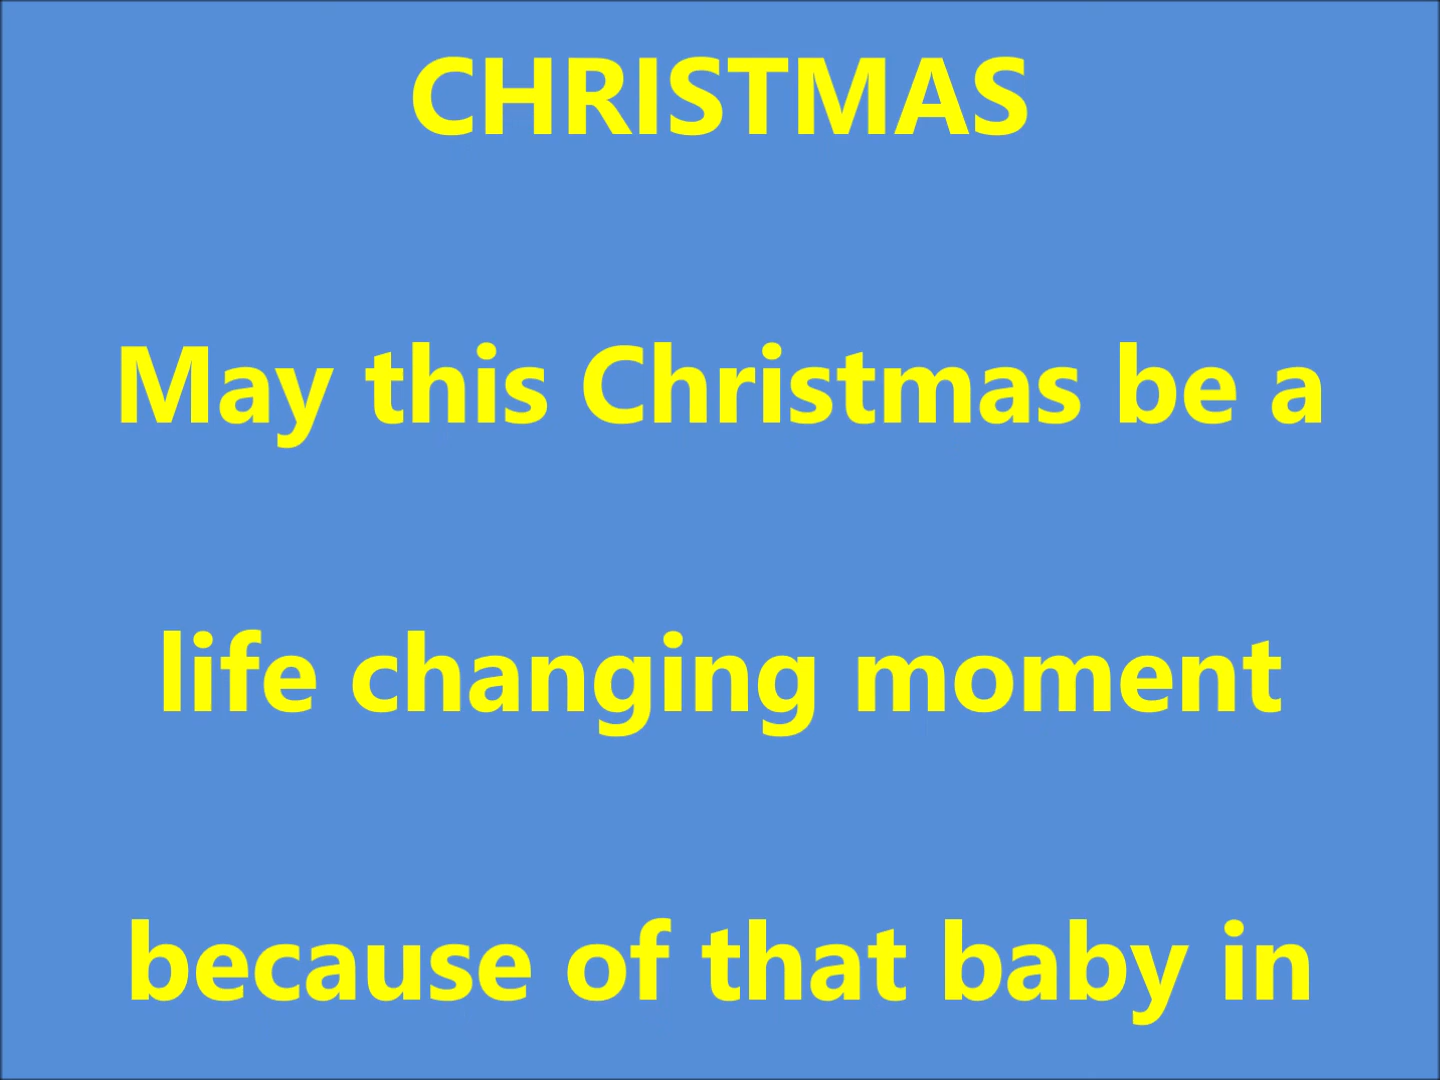 CHRISTMAS
May this Christmas be a
life changing moment
because of that baby in